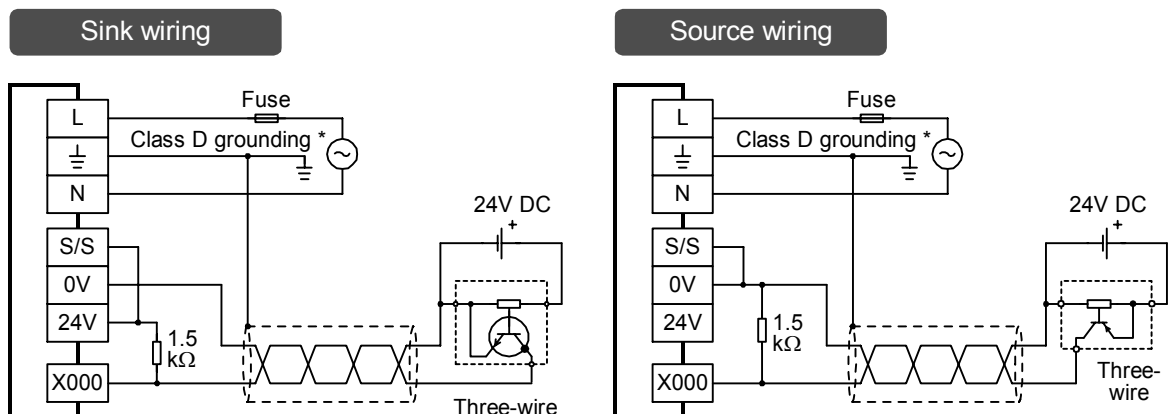 Sink wiring
Source wiring
L
Fuse
Class D grounding *
N
24V DC
+
S/S
0V
24V
1.5
kΩ
X000
Three-wire
L
Fuse
Class D grounding *
N
24V DC
+
S/S
0V
24V
1.5
kΩ
X000
Three-
wire